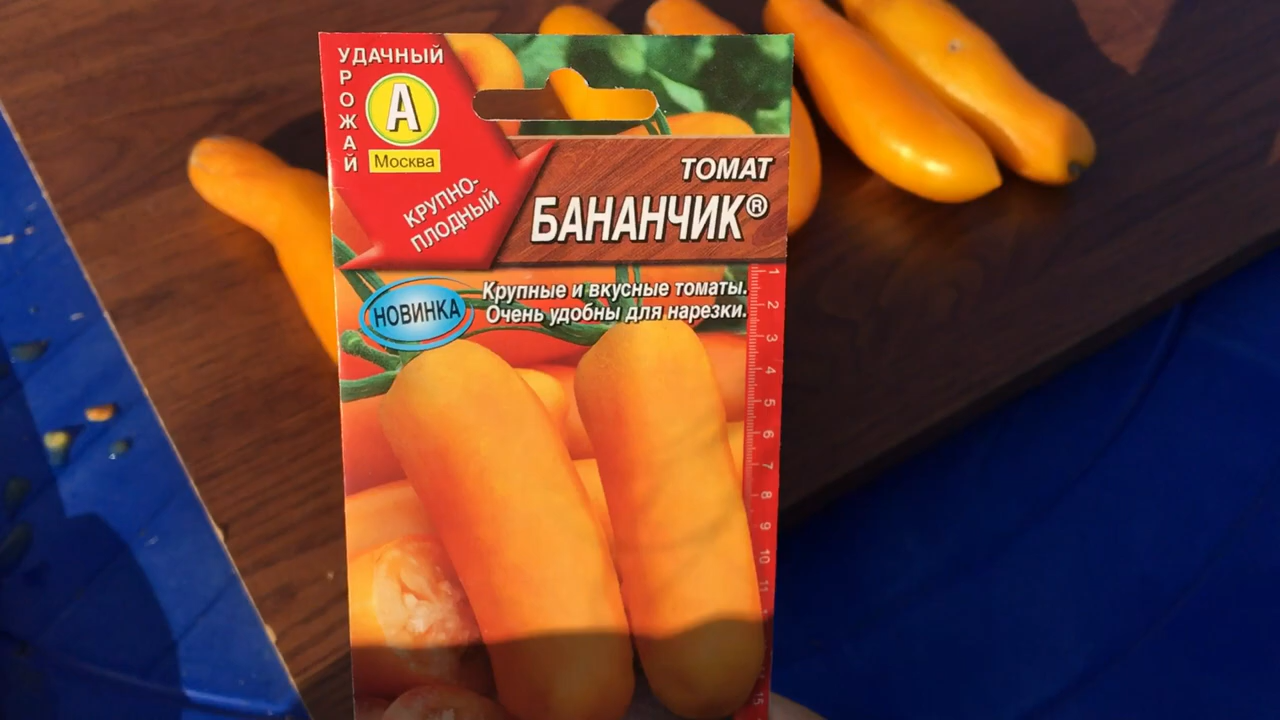 УДАЧНЫЙ
УРОЖАЙ
А
Москва
КРУПНО-
ПЛОДНЫЙ
ТОМАТ
БАНАНЧИК®
НОВИНКА
Крупные и вкусные томаты.
Очень удобны для нарезки.
1
2
3
4
5
6
7
8
9
10
11
15